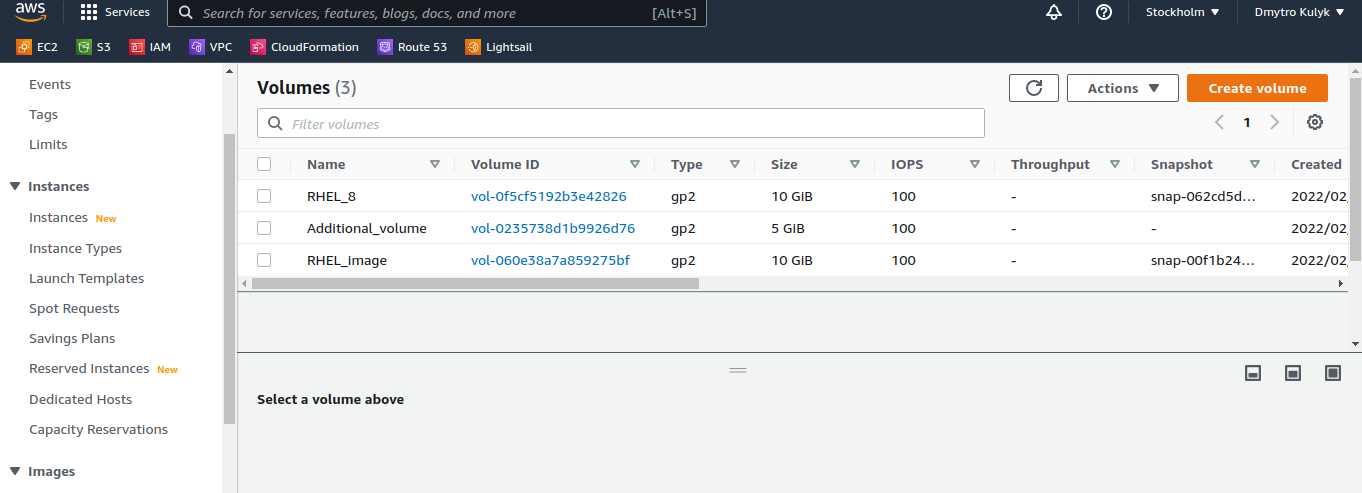 aws Services Search for services, features, blogs, docs, and more [Alt+S] Stockholm Dmytro Kulyk
EC2 S3 IAM VPC CloudFormation Route 53 Lightsail
Events
Tags
Limits
Instances
Instances New
Instance Types
Launch Templates
Spot Requests
Savings Plans
Reserved Instances New
Dedicated Hosts
Capacity Reservations
Images
Volumes (3) Actions Create volume
Filter volumes 1
Name Volume ID Type Size IOPS Throughput Snapshot Created
RHEL_8 vol-0f5cf5192b3e42826 gp2 10 GiB 100 - snap-062cd5d... 2022/02
Additional_volume vol-0235738d1b9926d76 gp2 5 GiB 100 - - 2022/02
RHEL_image vol-060e38a7a859275bf gp2 10 GiB 100 - snap-00f1b24... 2022/02
Select a volume above